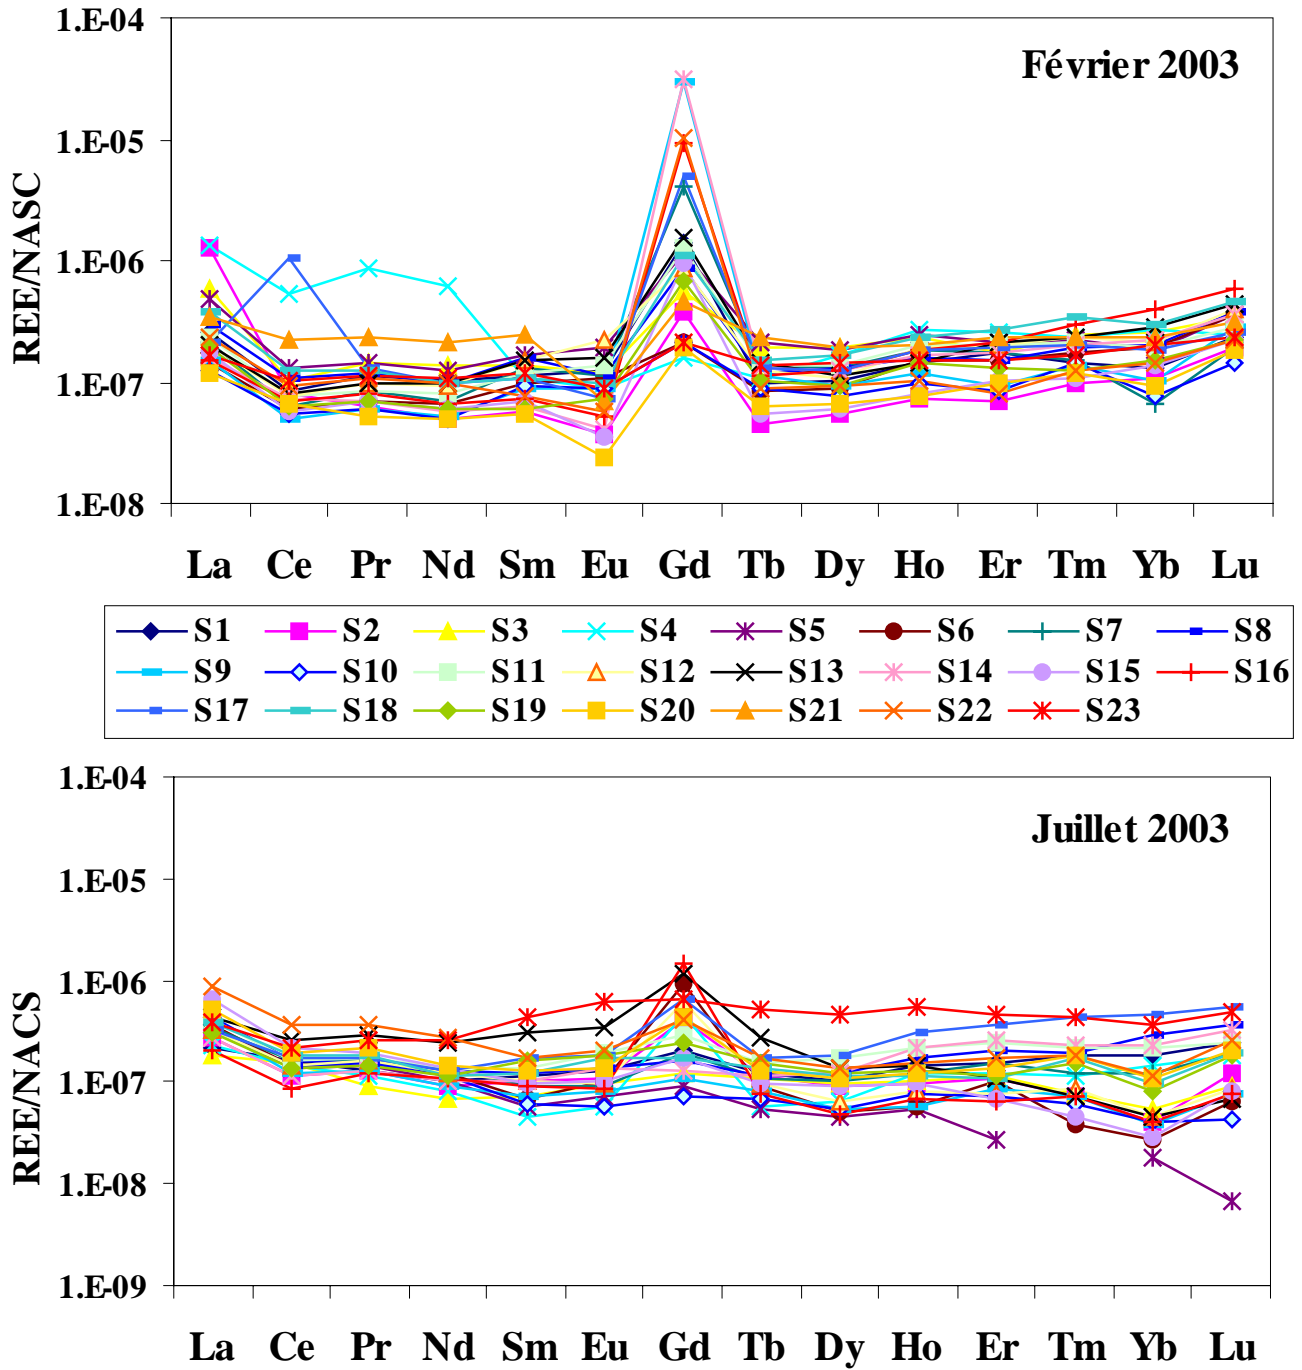 1.E-04
Février 2003
1.E-05
REE/NASC
1.E-06
1.E-07
1.E-08
La Ce Pr Nd Sm Eu Gd Tb Dy Ho Er Tm Yb Lu
S1 S2 S3 S4 S5 S6 S7 S8
S9 S10 S11 S12 S13 S14 S15 S16
S17 S18 S19 S20 S21 S22 S23
1.E-04
Juillet 2003
1.E-05
REE/NACS
1.E-06
1.E-07
1.E-08
1.E-09
La Ce Pr Nd Sm Eu Gd Tb Dy Ho Er Tm Yb Lu